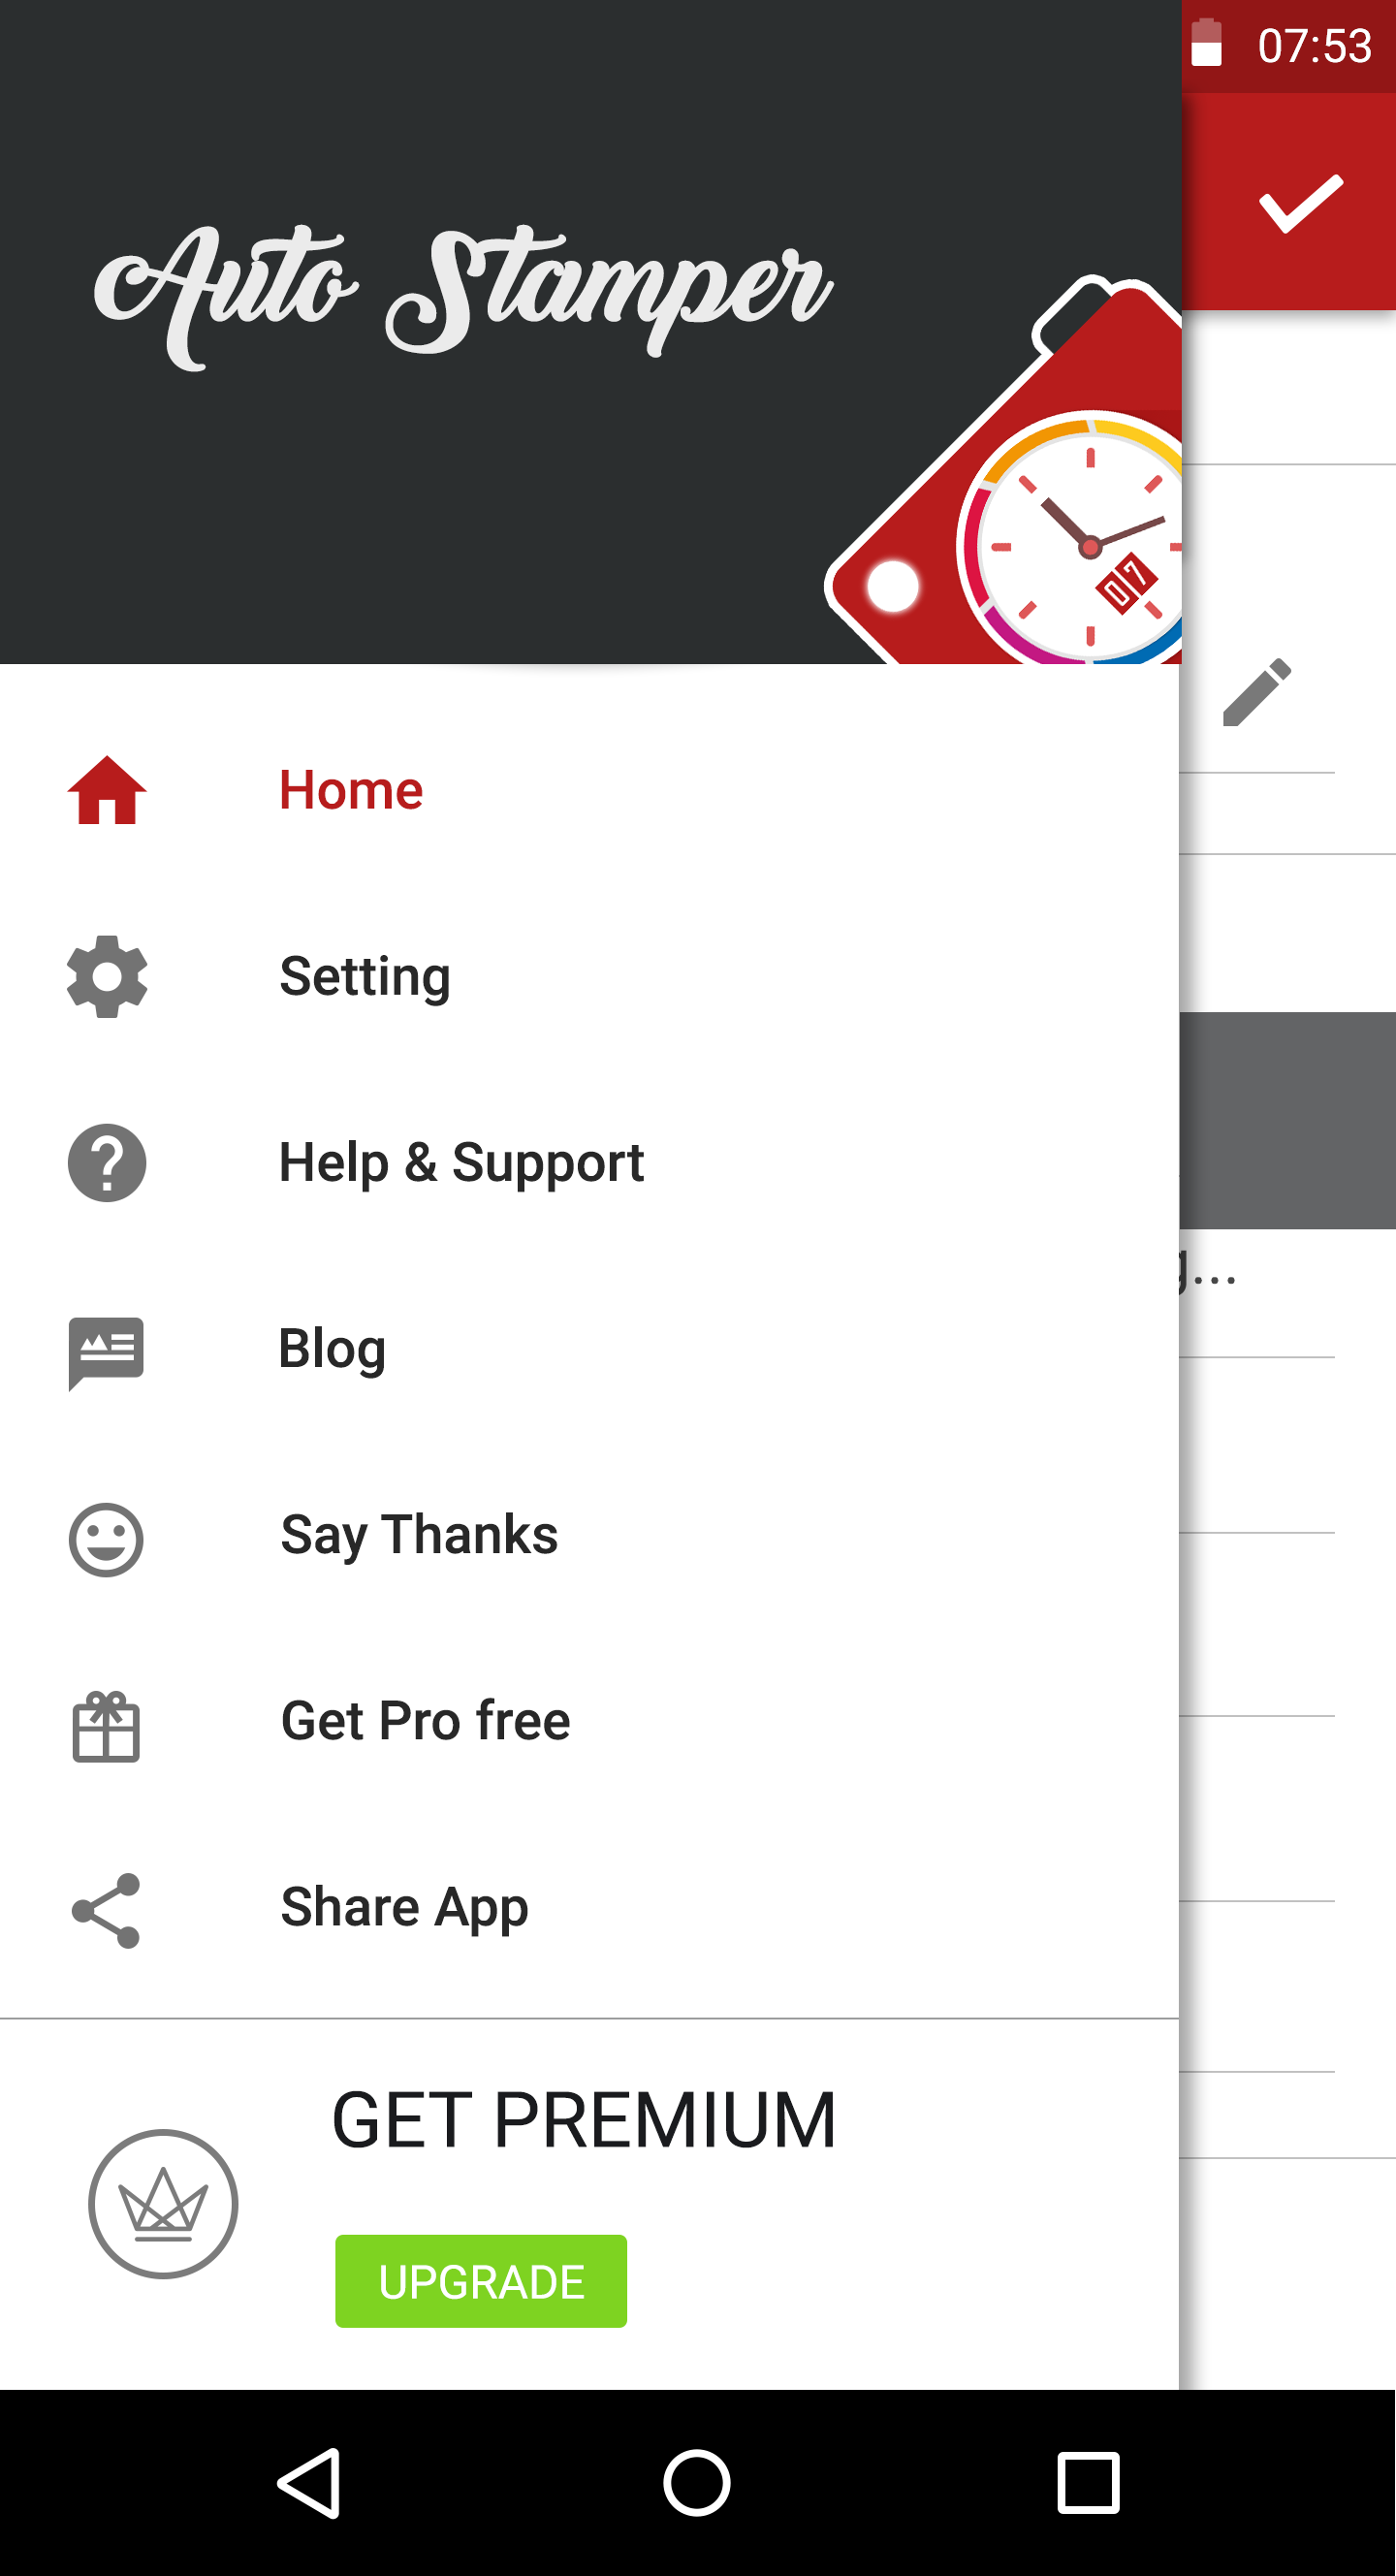 07:53
Auto Stamper
07
Home
Setting
Help & Support
g...
Blog
Say Thanks
Get Pro free
Share App
GET PREMIUM
UPGRADE